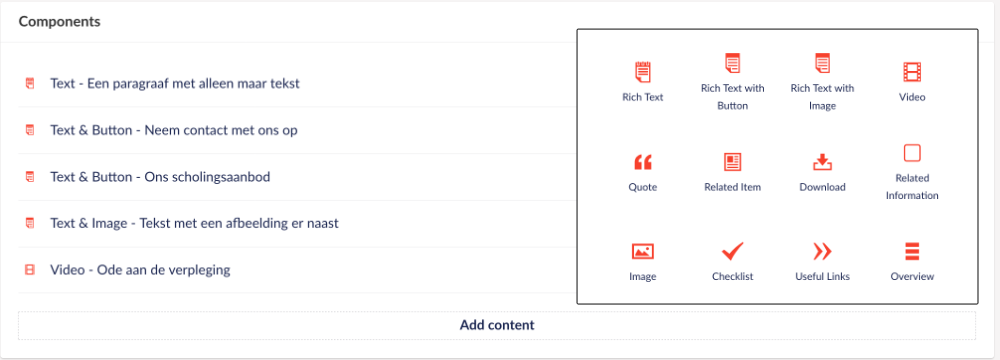 Components
Text - Een paragraaf met alleen maar tekst
Text & Button - Neem contact met ons op
Text & Button - Ons scholingsaanbod
Text & Image - Tekst met een afbeelding er naast
Video - Ode aan de verpleging
Rich Text
Rich Text with
Button
Rich Text with
Image
Video
Quote
Related Item
Download
Related
Information
Image
Checklist
Useful Links
Overview
Add content